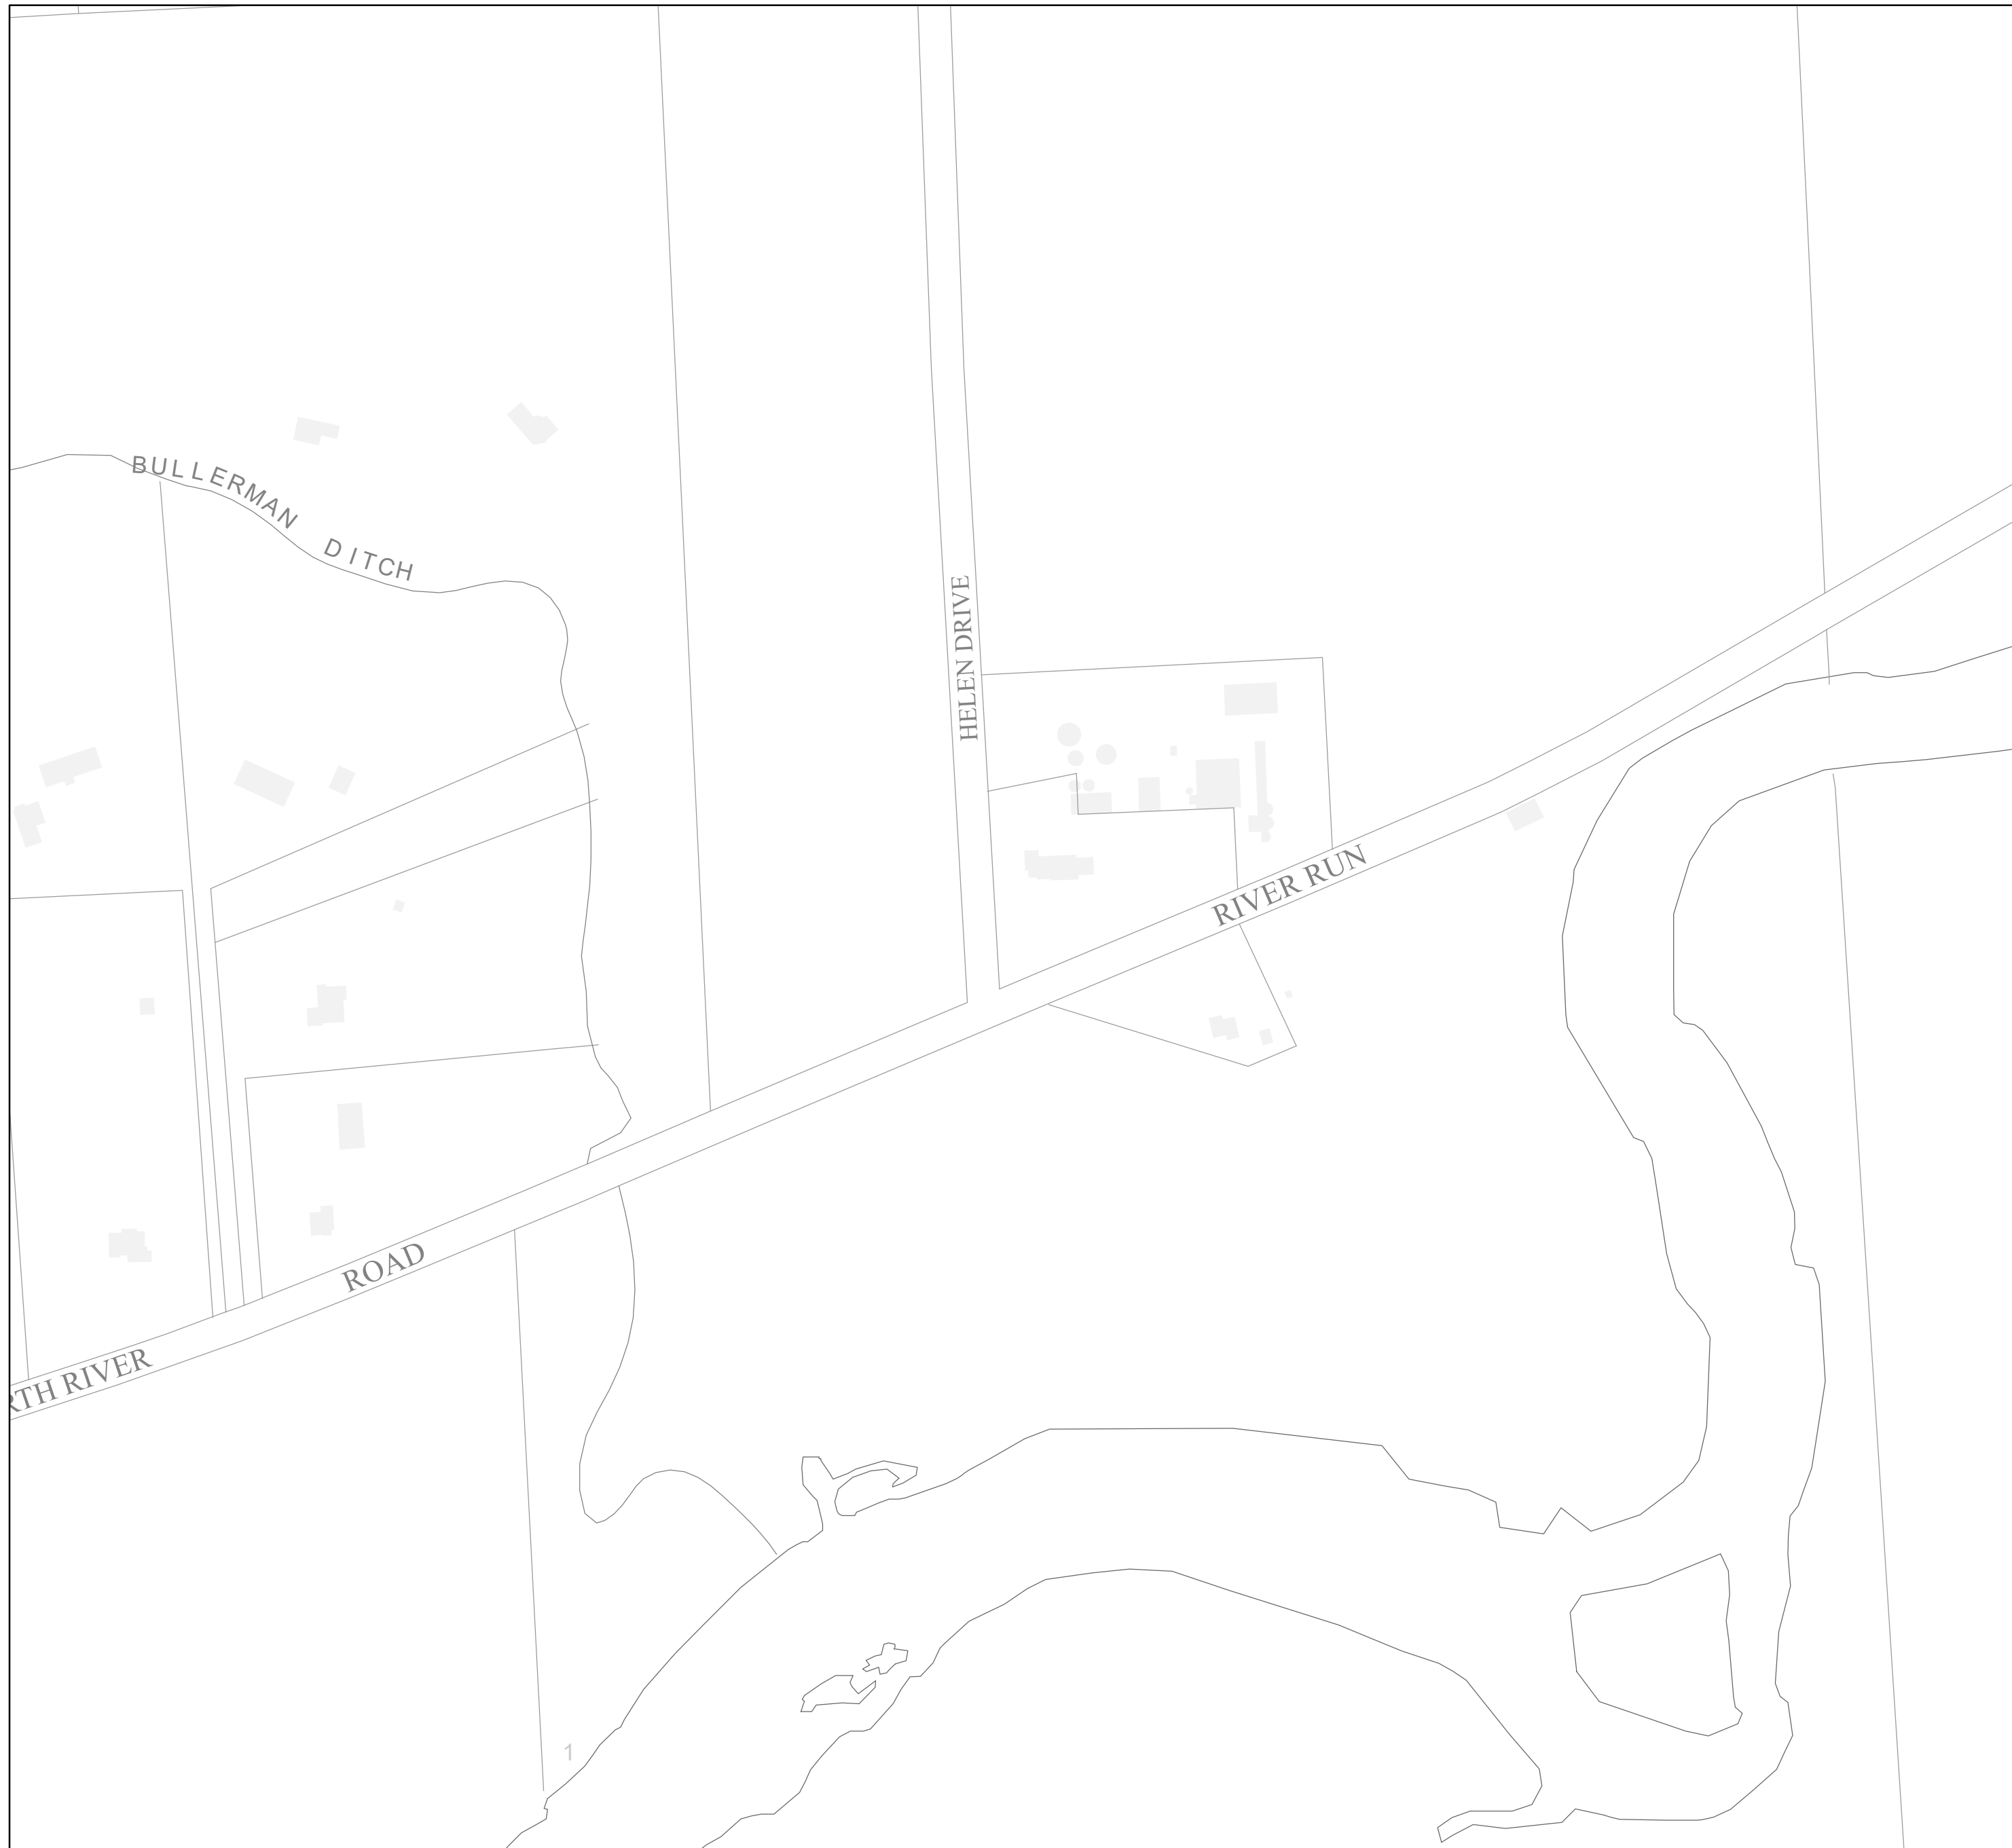 BULLERMAN DITCH
HELEN DRIVE
RIVER RUN
ROAD
RTH RIVER
1